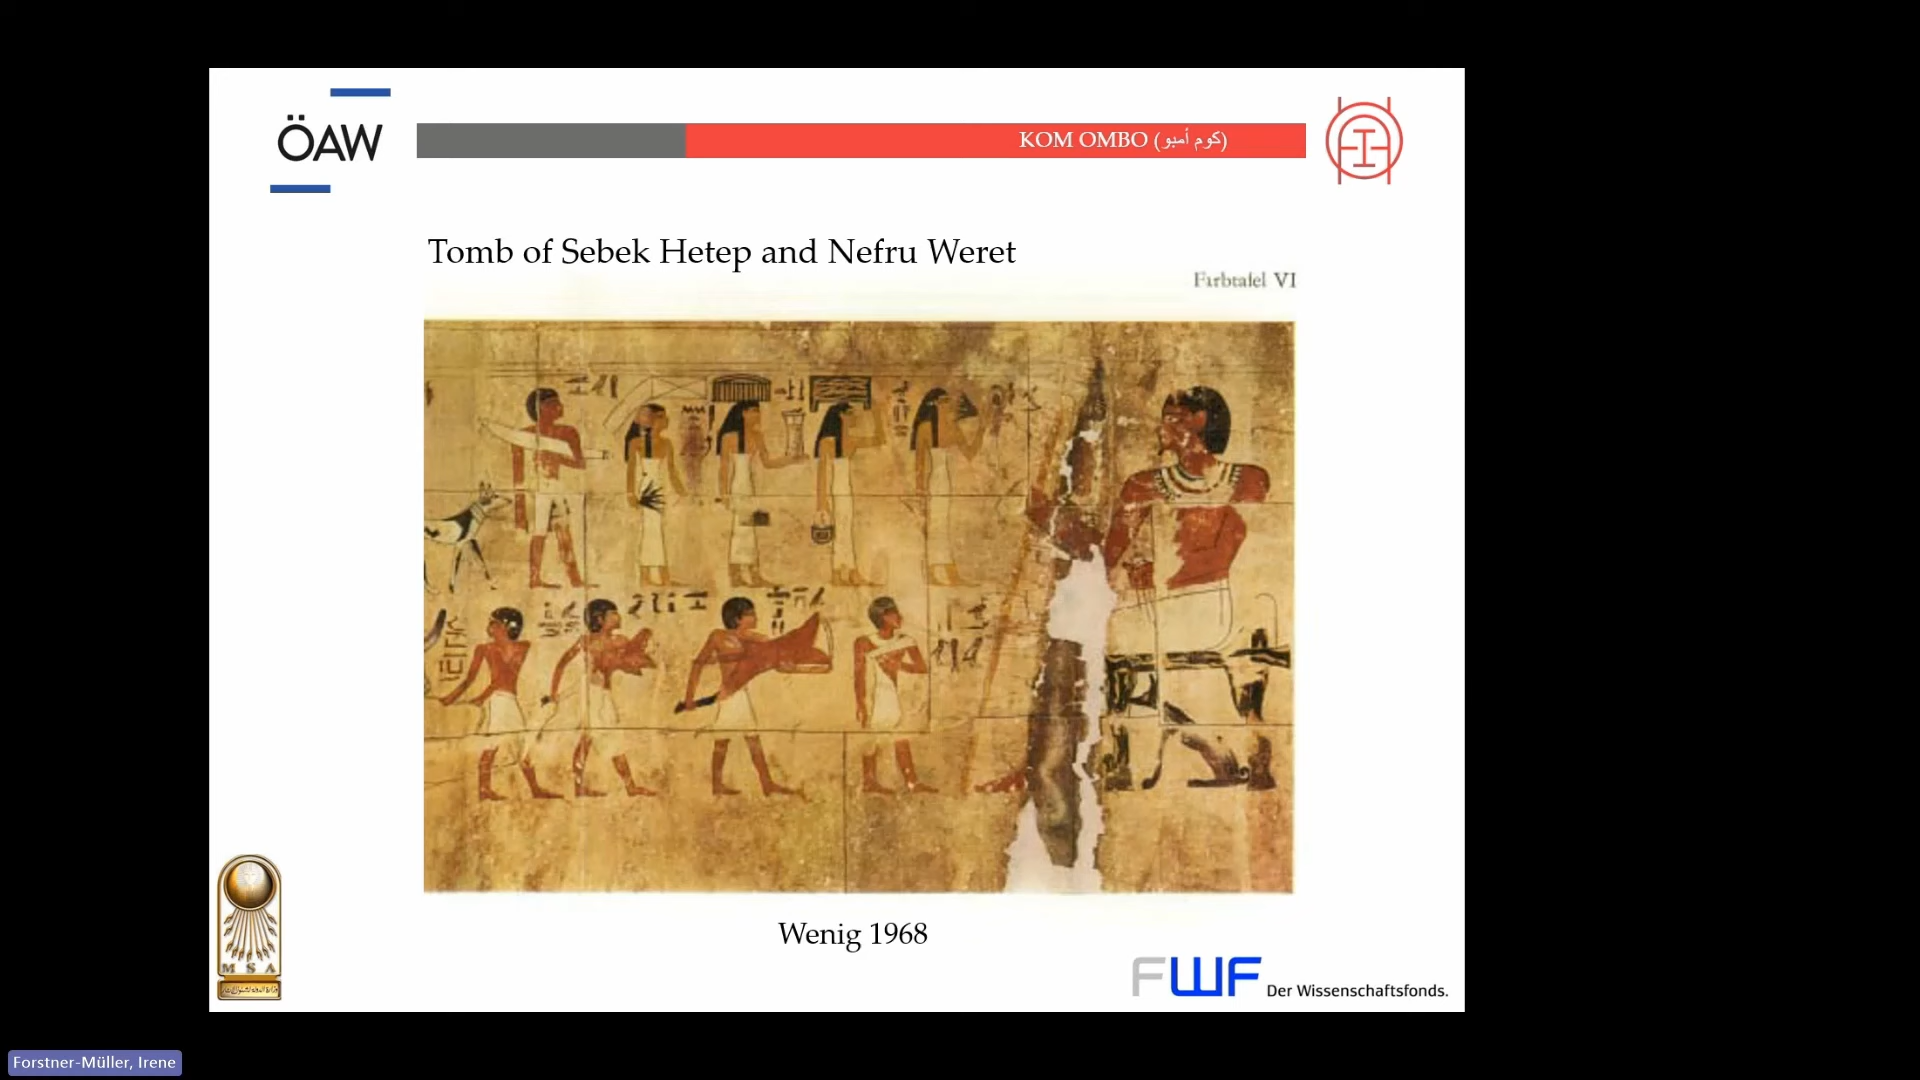 ÖAW
KOM OMBO (كوم أمبو)
Tomb of Sebek Hetep and Nefru Weret
Farbtafel VI
Wenig 1968
M S A
FWF Der Wissenschaftsfonds.
Forstner-Müller, Irene